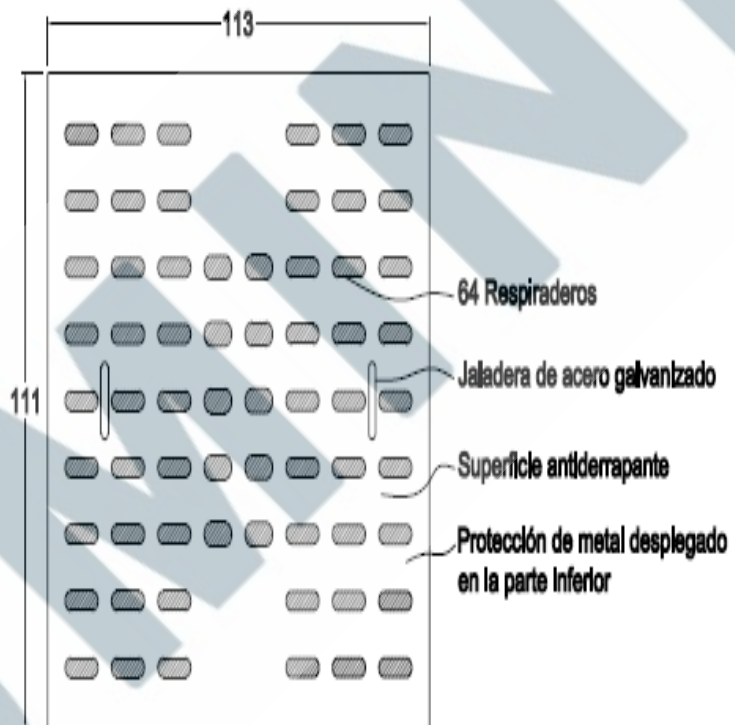 113
111
64 Respiraderos
Jaladera de acero galvanizado
Superficie antiderrapante
Protección de metal desplegado
en la parte inferior